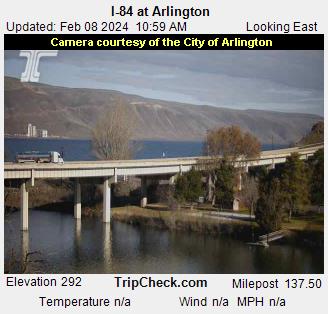 I-84 at Arlington
Updated: Feb 08 2024 10:59 AM Looking East
Camera courtesy of the City of Arlington
Elevation 292 TripCheck.com Milepost 137.50
Temperature n/a Wind n/a MPH n/a